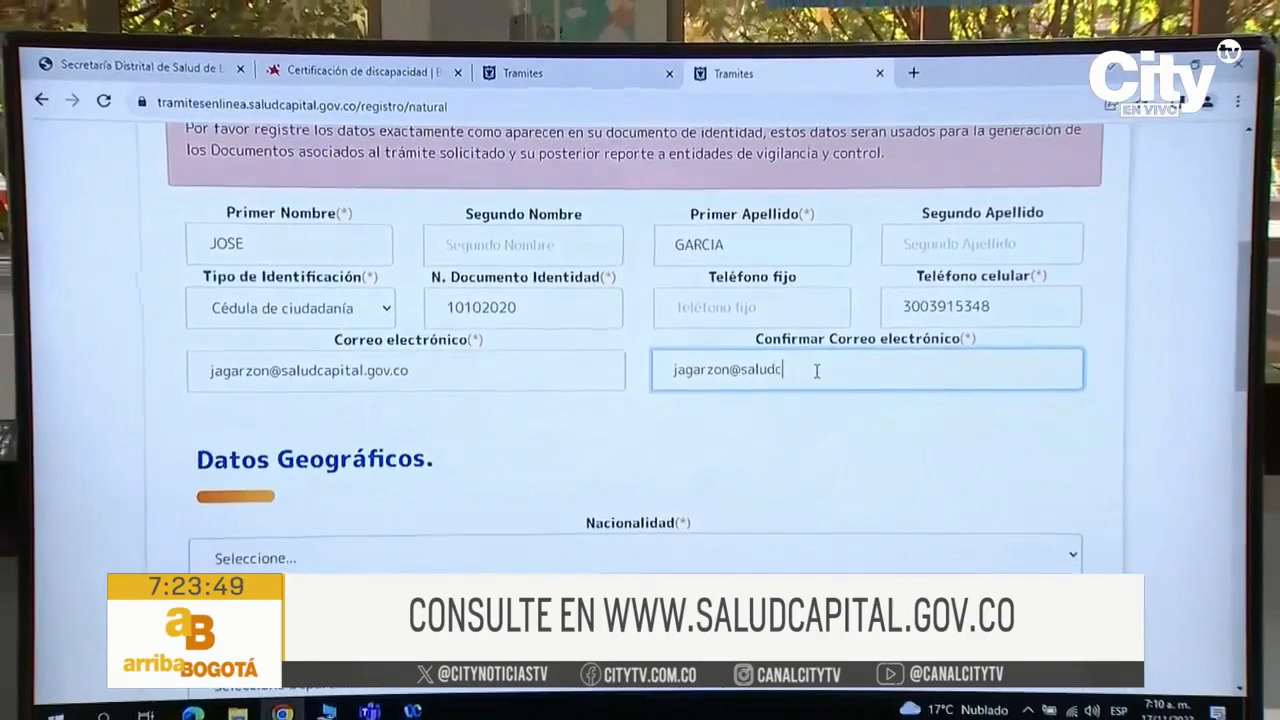 Secretaría Distrital de Salud de
Certificación de discapacidad | B
Tramites
Tramites
City tv
EN VIVO
tramitesenlinea.saludcapital.gov.co/registro/natural
Por favor registre los datos exactamente como aparecen en su documento de identidad, estos datos seran usados para la generación de
los Documentos asociados al trámite solicitado y su posterior reporte a entidades de vigilancia y control.
Primer Nombre(*) Segundo Nombre Primer Apellido(*) Segundo Apellido
JOSE Segundo Nombre GARCIA Segundo Apellido
Tipo de Identificación(*) N. Documento Identidad(*) Teléfono fijo Teléfono celular(*)
Cédula de ciudadanía 10102020 Teléfono fijo 3003915348
Correo electrónico(*) Confirmar Correo electrónico(*)
jagarzon@saludcapital.gov.co jagarzon@saludc
Datos Geográficos.
Nacionalidad(*)
Seleccione...
7:23:49
aB
arriba BOGOTÁ
CONSULTE EN WWW.SALUDCAPITAL.GOV.CO
@CITYNOTICIASTV CITYTV.COM.CO CANALCITYTV @CANALCITYTV
17°C Nublado ESP 7:10 a. m.